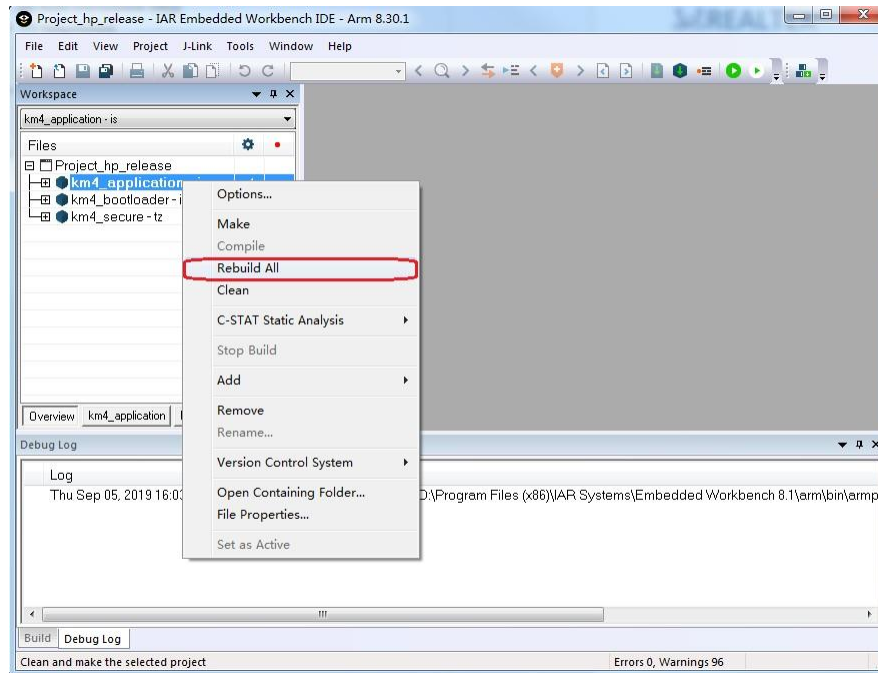 Project_hp_release - IAR Embedded Workbench IDE - Arm 8.30.1
File Edit View Project J-Link Tools Window Help
Workspace
km4_application - is
Files
Project_hp_release
km4_application
km4_bootloader - i
km4_secure - tz
Options...
Make
Compile
Rebuild All
Clean
C-STAT Static Analysis
Stop Build
Add
Remove
Rename...
Version Control System
Open Containing Folder...
File Properties...
Set as Active
Overview km4_application
Debug Log
Log
Thu Sep 05, 2019 16:03 D:\Program Files (x86)\IAR Systems\Embedded Workbench 8.1\arm\bin\armp
Build Debug Log
Clean and make the selected project Errors 0, Warnings 96